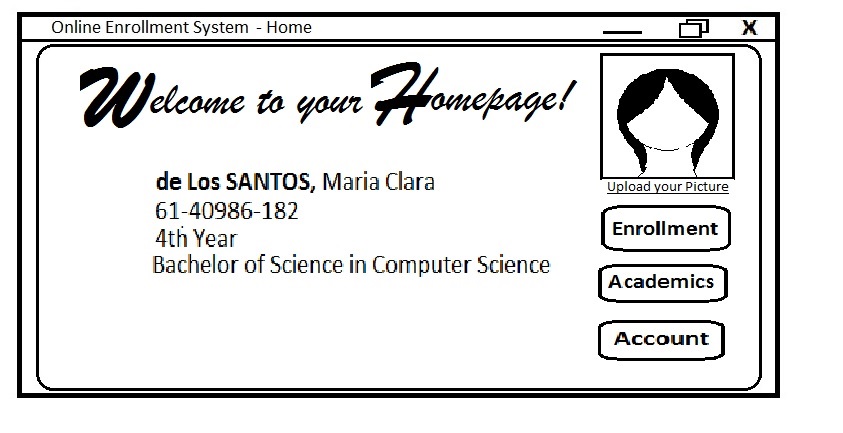 Online Enrollment System - Home
X
Welcome to your Homepage!
de Los SANTOS, Maria Clara
61-40986-182
4th Year
Bachelor of Science in Computer Science
Upload your Picture
Enrollment
Academics
Account